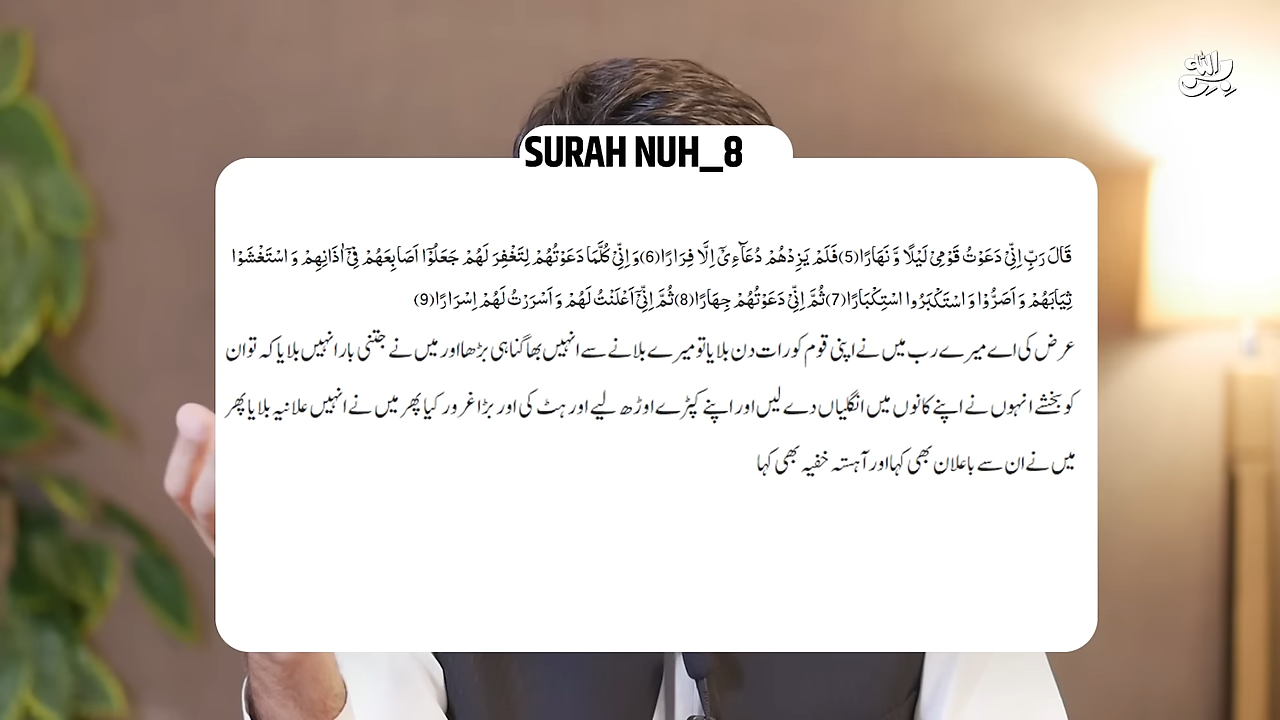 بسم الله
SURAH NUH_8
قَالَ رَبِّ اِنِّیْ دَعَوْتُ قَوْمِیْ لَیْلًا وَّ نَهَارًا(5)فَلَمْ یَزِدْهُمْ دُعَآءِیْۤ اِلَّا فِرَارًا(6)وَ اِنِّیْ كُلَّمَا دَعَوْتُهُمْ لِتَغْفِرَ لَهُمْ جَعَلُوْۤا اَصَابِعَهُمْ فِیْۤ اٰذَانِهِمْ وَ اسْتَغْشَوْا
ثِیَابَهُمْ وَ اَصَرُّوْا وَ اسْتَكْبَرُوا اسْتِكْبَارًا(7)ثُمَّ اِنِّیْ دَعَوْتُهُمْ جِهَارًا(8)ثُمَّ اِنِّیْۤ اَعْلَنْتُ لَهُمْ وَ اَسْرَرْتُ لَهُمْ اِسْرَارًا(9)
عرض کی اے میرے رب میں نے اپنی قوم کو رات دن بلایا تو میرے بلانے سے انہیں بھاگنا ہی بڑھا اور میں نے جتنی بار انہیں بلایا کہ تو ان
کو بخشے انہوں نے اپنے کانوں میں انگلیاں دے لیں اور اپنے کپڑے اوڑھ لیے اور ہٹ کی اور بڑا غرور کیا پھر میں نے انہیں علانیہ بلایا پھر
میں نے ان سے باعلان بھی کہا اور آہستہ خفیہ بھی کہا